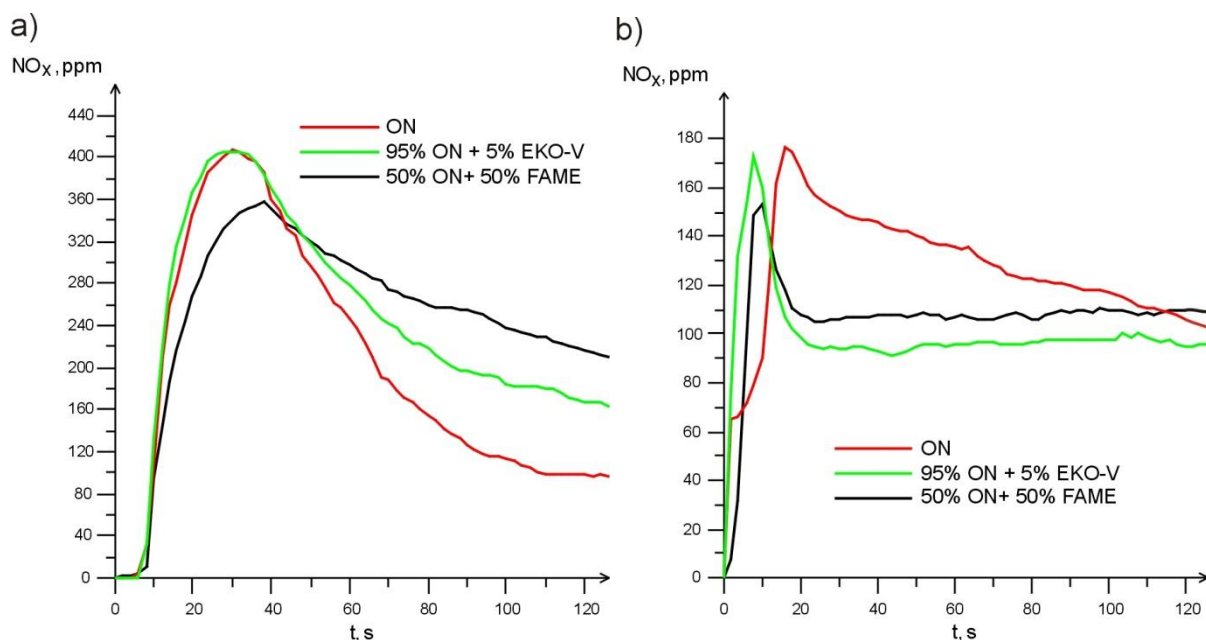 a)
NOX, ppm
440
400
360
320
280
240
200
160
120
80
40
0
0 20 40 60 80 100 120
t, s
ON
95% ON + 5% EKO-V
50% ON+ 50% FAME
b)
NOX, ppm
180
160
140
120
100
80
60
40
20
0
0 20 40 60 80 100 120
t, s
ON
95% ON + 5% EKO-V
50% ON+ 50% FAME